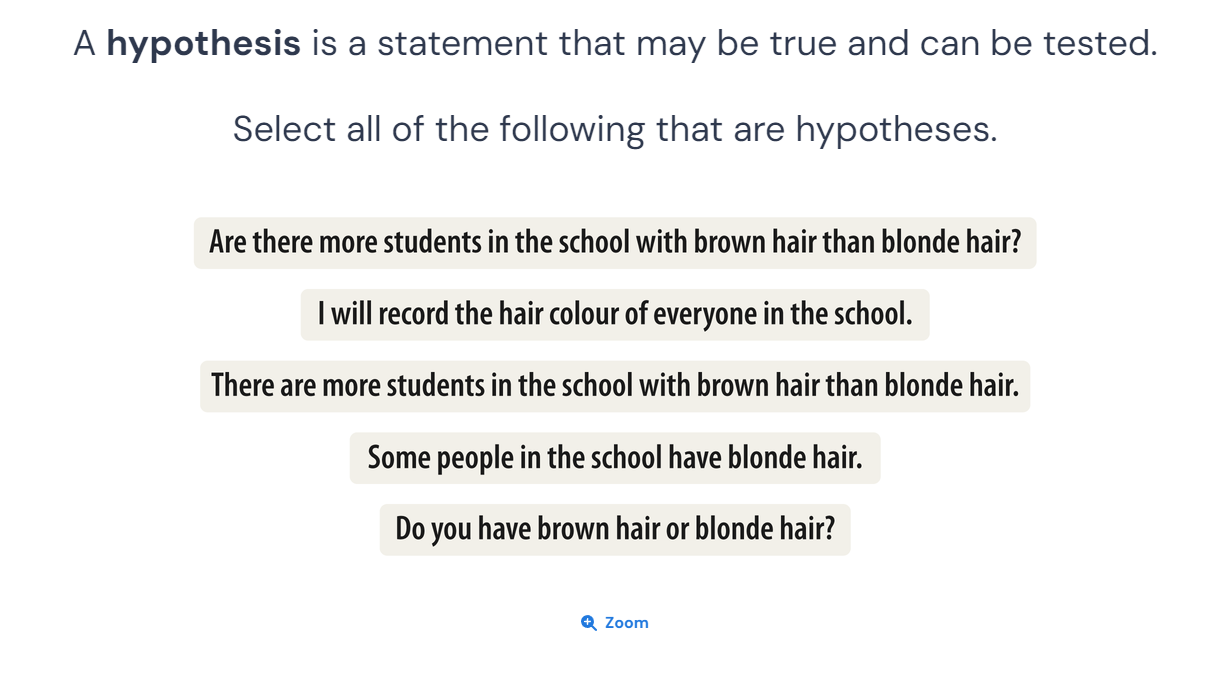 A hypothesis is a statement that may be true and can be tested.
Select all of the following that are hypotheses.
Are there more students in the school with brown hair than blonde hair?
I will record the hair colour of everyone in the school.
There are more students in the school with brown hair than blonde hair.
Some people in the school have blonde hair.
Do you have brown hair or blonde hair?
Zoom